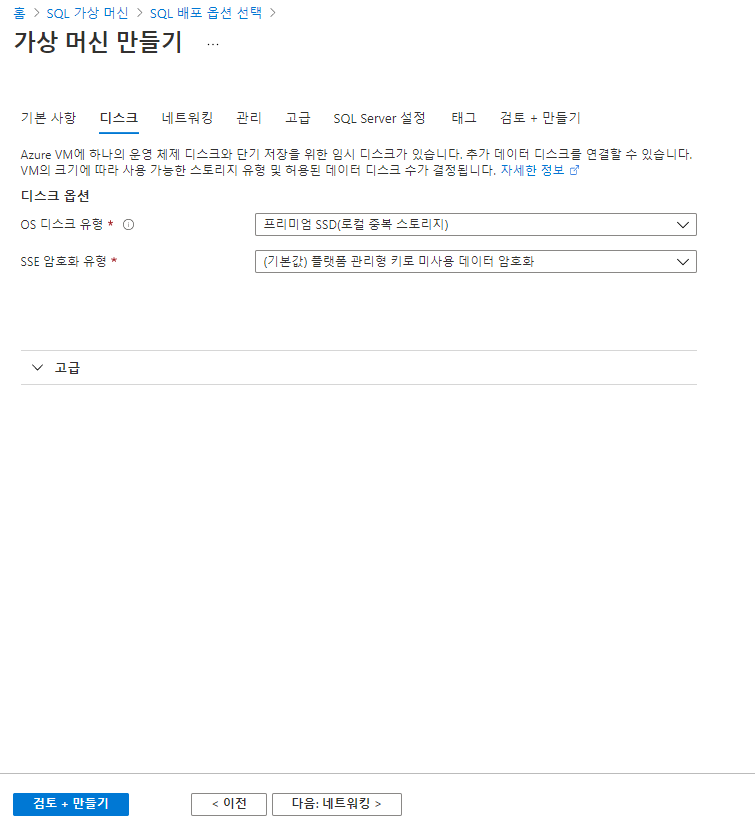 홈 > SQL 가상 머신 > SQL 배포 옵션 선택 >
가상 머신 만들기 ...
기본 사항 디스크 네트워킹 관리 고급 SQL Server 설정 태그 검토 + 만들기
Azure VM에 하나의 운영 체제 디스크와 단기 저장을 위한 임시 디스크가 있습니다. 추가 데이터 디스크를 연결할 수 있습니다.
VM의 크기에 따라 사용 가능한 스토리지 유형 및 허용된 데이터 디스크 수가 결정됩니다. 자세한 정보
디스크 옵션
OS 디스크 유형 * 프리미엄 SSD(로컬 중복 스토리지)
SSE 암호화 유형 * (기본값) 플랫폼 관리형 키로 미사용 데이터 암호화
고급
검토 + 만들기 < 이전 다음: 네트워킹 >